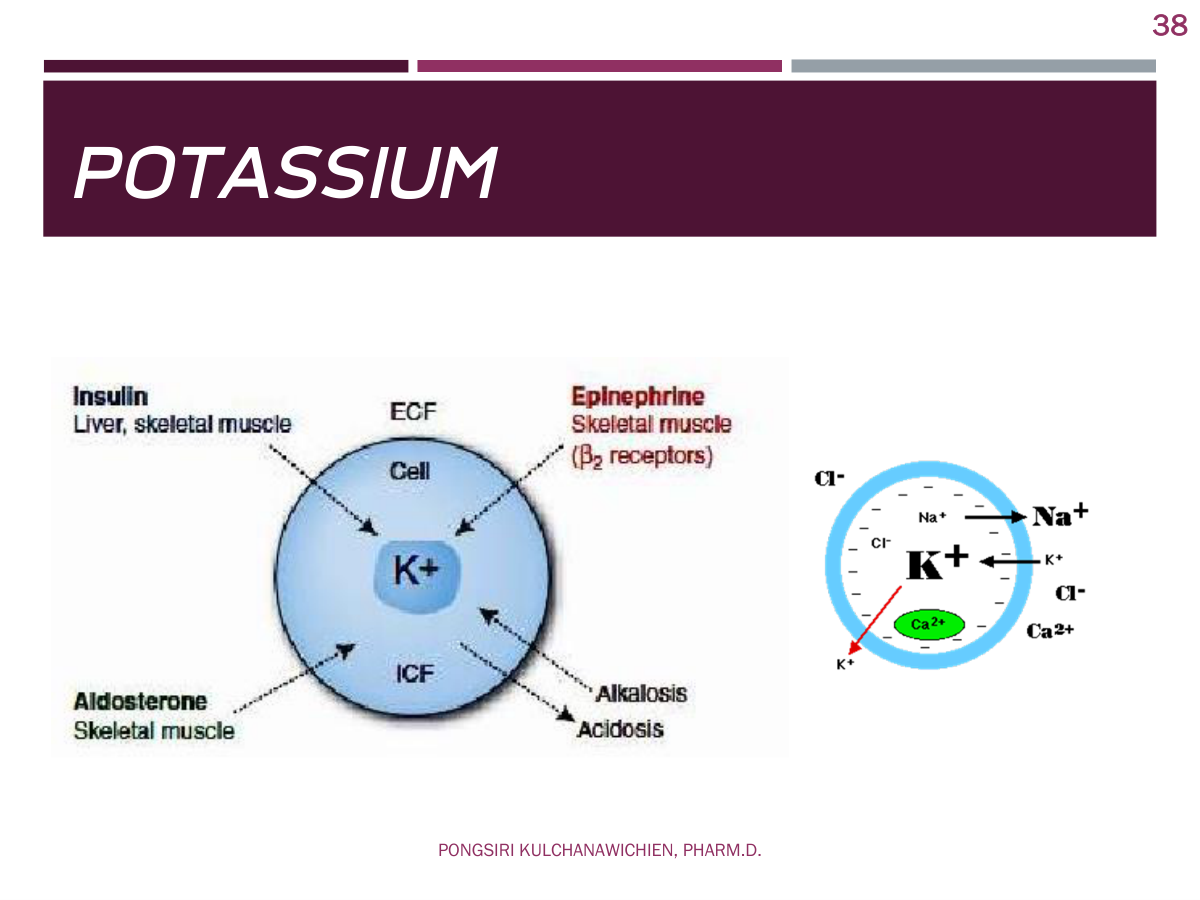 38
POTASSIUM
Insulin
Liver, skeletal muscle
ECF
Epinephrine
Skeletal muscle
(β₂ receptors)
Cell
K+
ICF
Aldosterone
Skeletal muscle
Alkalosis
Acidosis
Cl⁻
Na⁺
Na⁺
Cl⁻
K⁺
K⁺
Cl⁻
Ca²⁺
Ca²⁺
K⁺
PONGSIRI KULCHANAWICHIEN, PHARM.D.